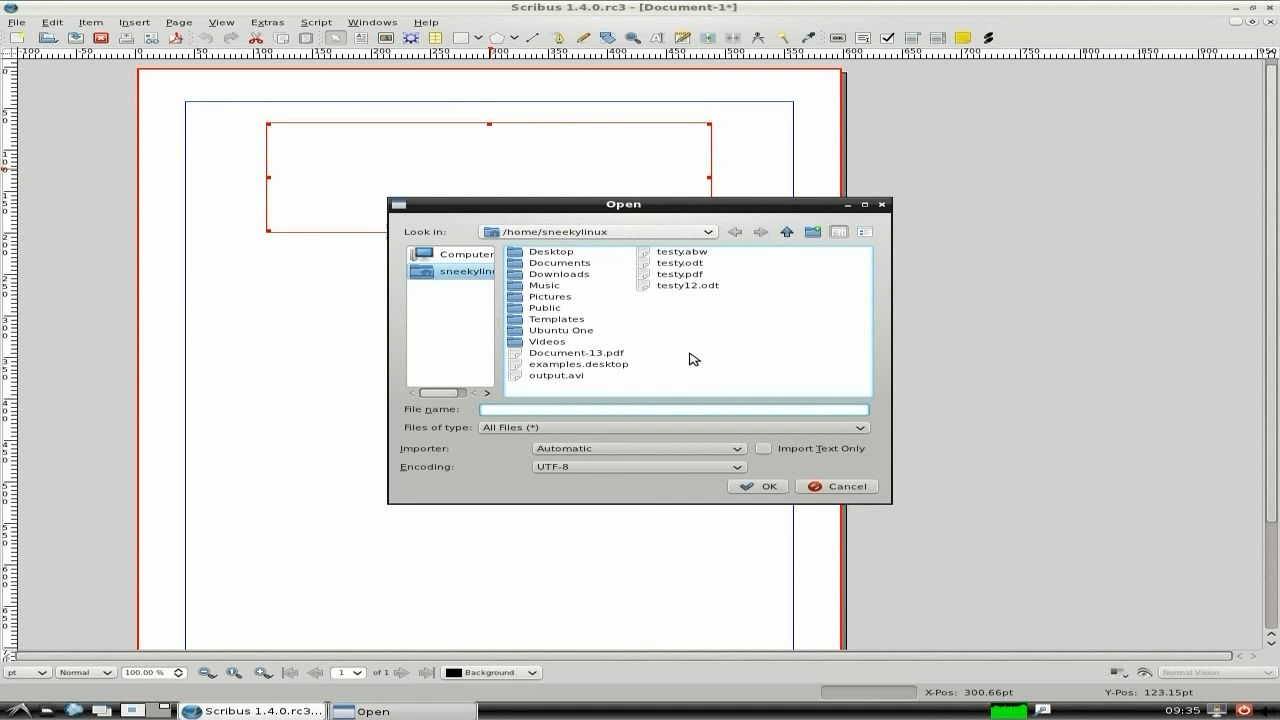 Scribus 1.4.0.rc3 - [Document-1*]
File Edit Item Insert Page View Extras Script Windows Help
Open
Look in: /home/sneekylinux
Computer
sneekylinu
Desktop
Documents
Downloads
Music
Pictures
Public
Templates
Ubuntu One
Videos
Document-13.pdf
examples.desktop
output.avi
testy.abw
testy.odt
testy.pdf
testy12.odt
File name:
Files of type: All Files (*)
Importer: Automatic Import Text Only
Encoding: UTF-8
OK Cancel
pt Normal 100.00 % 1 of 1 Background Normal Vision
X-Pos: 300.66pt Y-Pos: 123.15pt
Scribus 1.4.0.rc3... Open 09:35